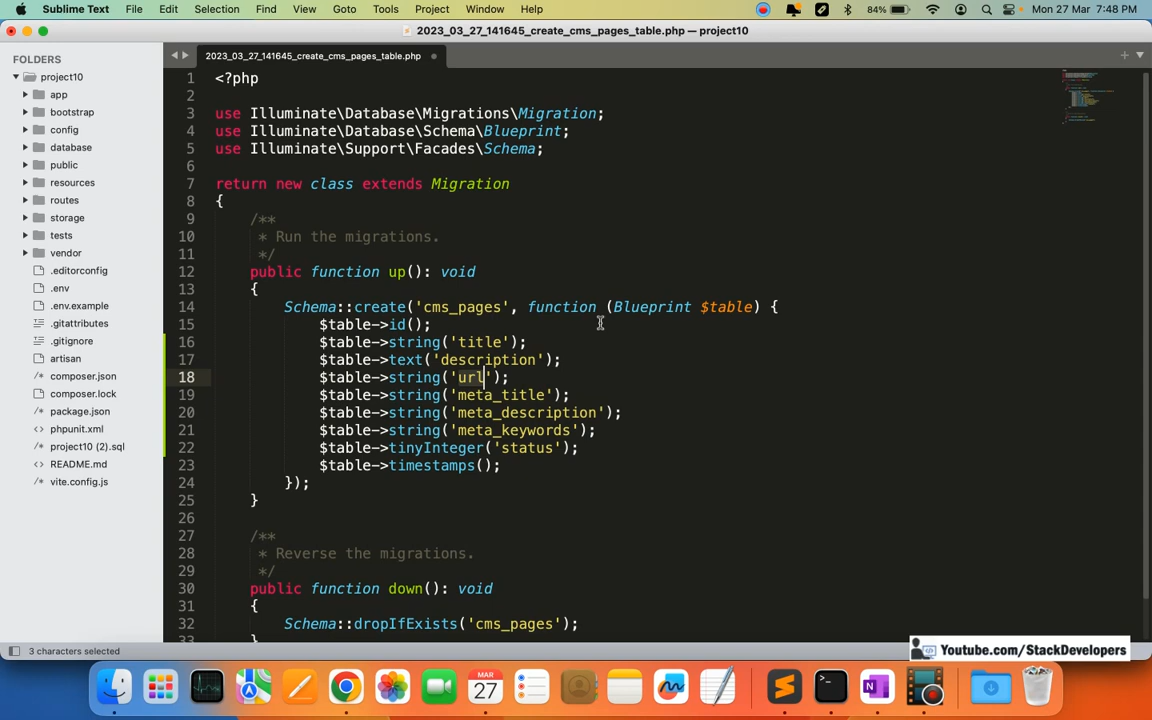 Sublime Text File Edit Selection Find View Goto Tools Project Window Help 84% Mon 27 Mar 7:48 PM
2023_03_27_141645_create_cms_pages_table.php — project10
FOLDERS
project10
app
bootstrap
config
database
public
resources
routes
storage
tests
vendor
.editorconfig
.env
.env.example
.gitattributes
.gitignore
artisan
composer.json
composer.lock
package.json
phpunit.xml
project10 (2).sql
README.md
vite.config.js
2023_03_27_141645_create_cms_pages_table.php
1 <?php
2
3 use Illuminate\Database\Migrations\Migration;
4 use Illuminate\Database\Schema\Blueprint;
5 use Illuminate\Support\Facades\Schema;
6
7 return new class extends Migration
8 {
9 /**
10 * Run the migrations.
11 */
12 public function up(): void
13 {
14 Schema::create('cms_pages', function (Blueprint $table) {
15 $table->id();
16 $table->string('title');
17 $table->text('description');
18 $table->string('url');
19 $table->string('meta_title');
20 $table->string('meta_description');
21 $table->string('meta_keywords');
22 $table->tinyInteger('status');
23 $table->timestamps();
24 });
25 }
26
27 /**
28 * Reverse the migrations.
29 */
30 public function down(): void
31 {
32 Schema::dropIfExists('cms_pages');
33 }
3 characters selected
Youtube.com/StackDevelopers
MAR
27